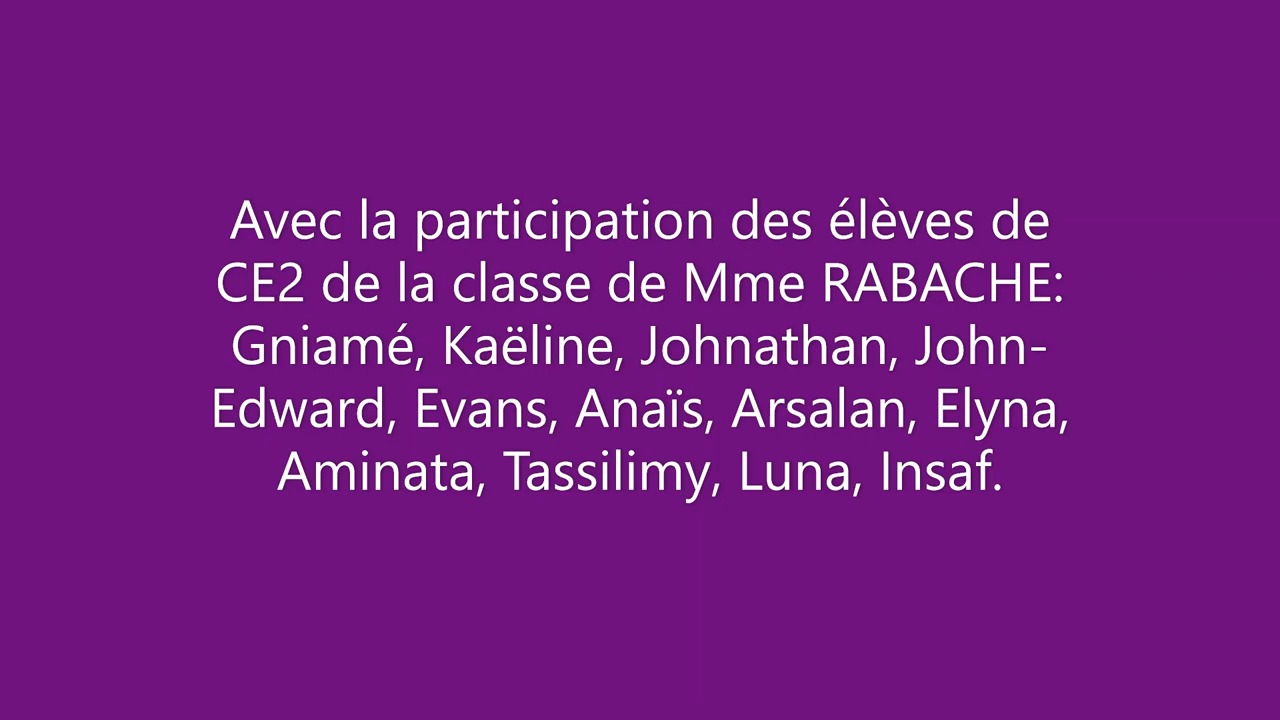 Avec la participation des élèves de
CE2 de la classe de Mme RABACHE:
Gniamé, Kaëline, Johnathan, John-
Edward, Evans, Anaïs, Arsalan, Elyna,
Aminata, Tassilimy, Luna, Insaf.